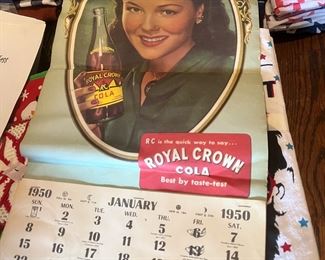 ROYAL CROWN
RC
COLA
RC is the quick way to say...
ROYAL CROWN
COLA
Best by taste-test
1950 JANUARY 1950
SUN. MON. TUE. WED. THU. FRI. SAT.
1 2 3 4 5 6 7
8 9 10 11 12 13 14
15 16 17 18 19